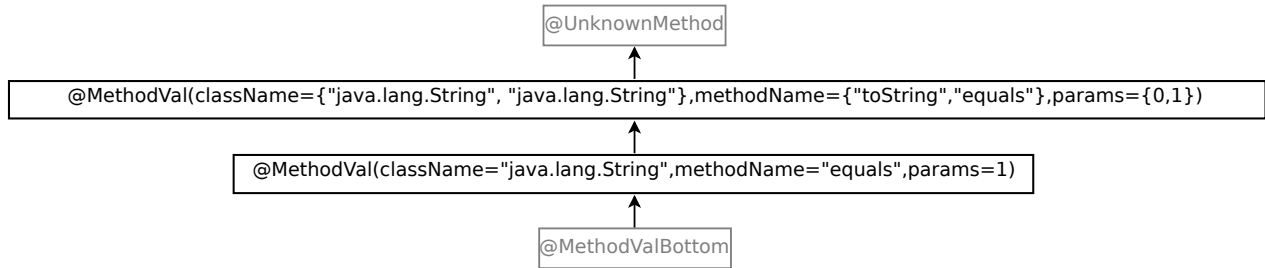 @UnknownMethod
@MethodVal(className={"java.lang.String", "java.lang.String"},methodName={"toString","equals"},params={0,1})
@MethodVal(className="java.lang.String",methodName="equals",params=1)
@MethodValBottom